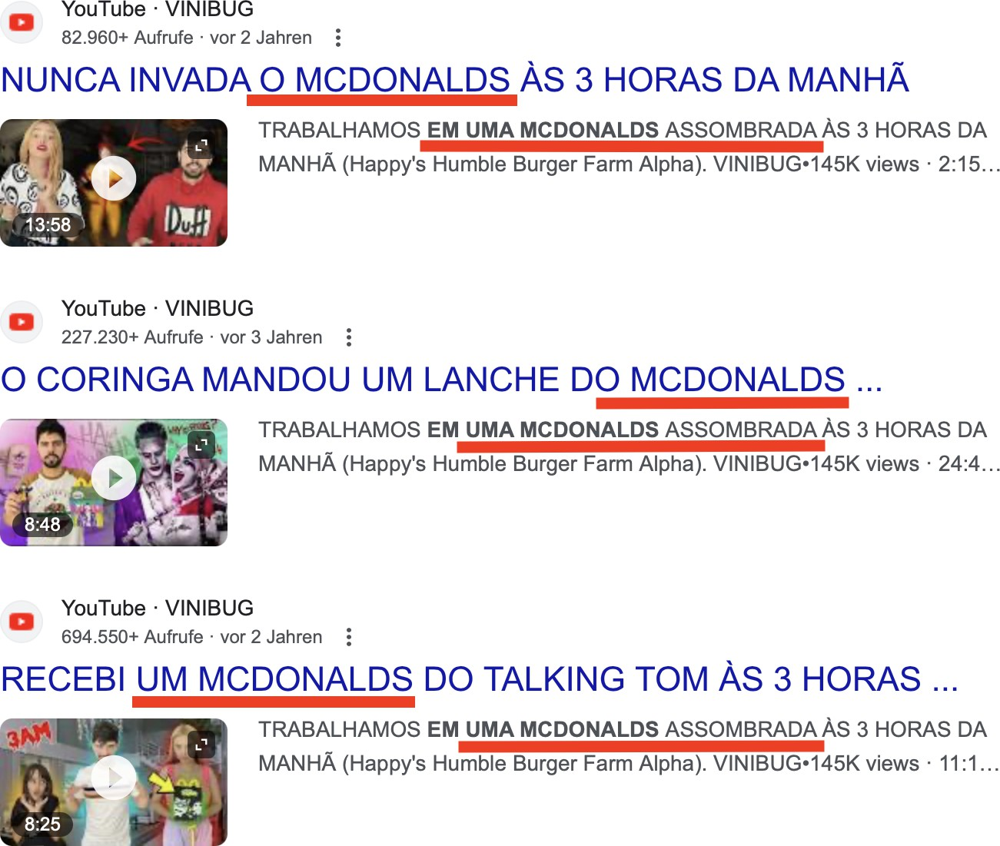 YouTube · VINIBUG
82.960+ Aufrufe · vor 2 Jahren
NUNCA INVADA O MCDONALDS ÀS 3 HORAS DA MANHÃ
TRABALHAMOS EM UMA MCDONALDS ASSOMBRADA ÀS 3 HORAS DA
MANHÃ (Happy's Humble Burger Farm Alpha). VINIBUG•145K views · 2:15...
Duff
13:58
YouTube · VINIBUG
227.230+ Aufrufe · vor 3 Jahren
O CORINGA MANDOU UM LANCHE DO MCDONALDS ...
TRABALHAMOS EM UMA MCDONALDS ASSOMBRADA ÀS 3 HORAS DA
MANHÃ (Happy's Humble Burger Farm Alpha). VINIBUG•145K views · 24:4...
8:48
YouTube · VINIBUG
694.550+ Aufrufe · vor 2 Jahren
RECEBI UM MCDONALDS DO TALKING TOM ÀS 3 HORAS ...
TRABALHAMOS EM UMA MCDONALDS ASSOMBRADA ÀS 3 HORAS DA
MANHÃ (Happy's Humble Burger Farm Alpha). VINIBUG•145K views · 11:1...
3AM
8:25